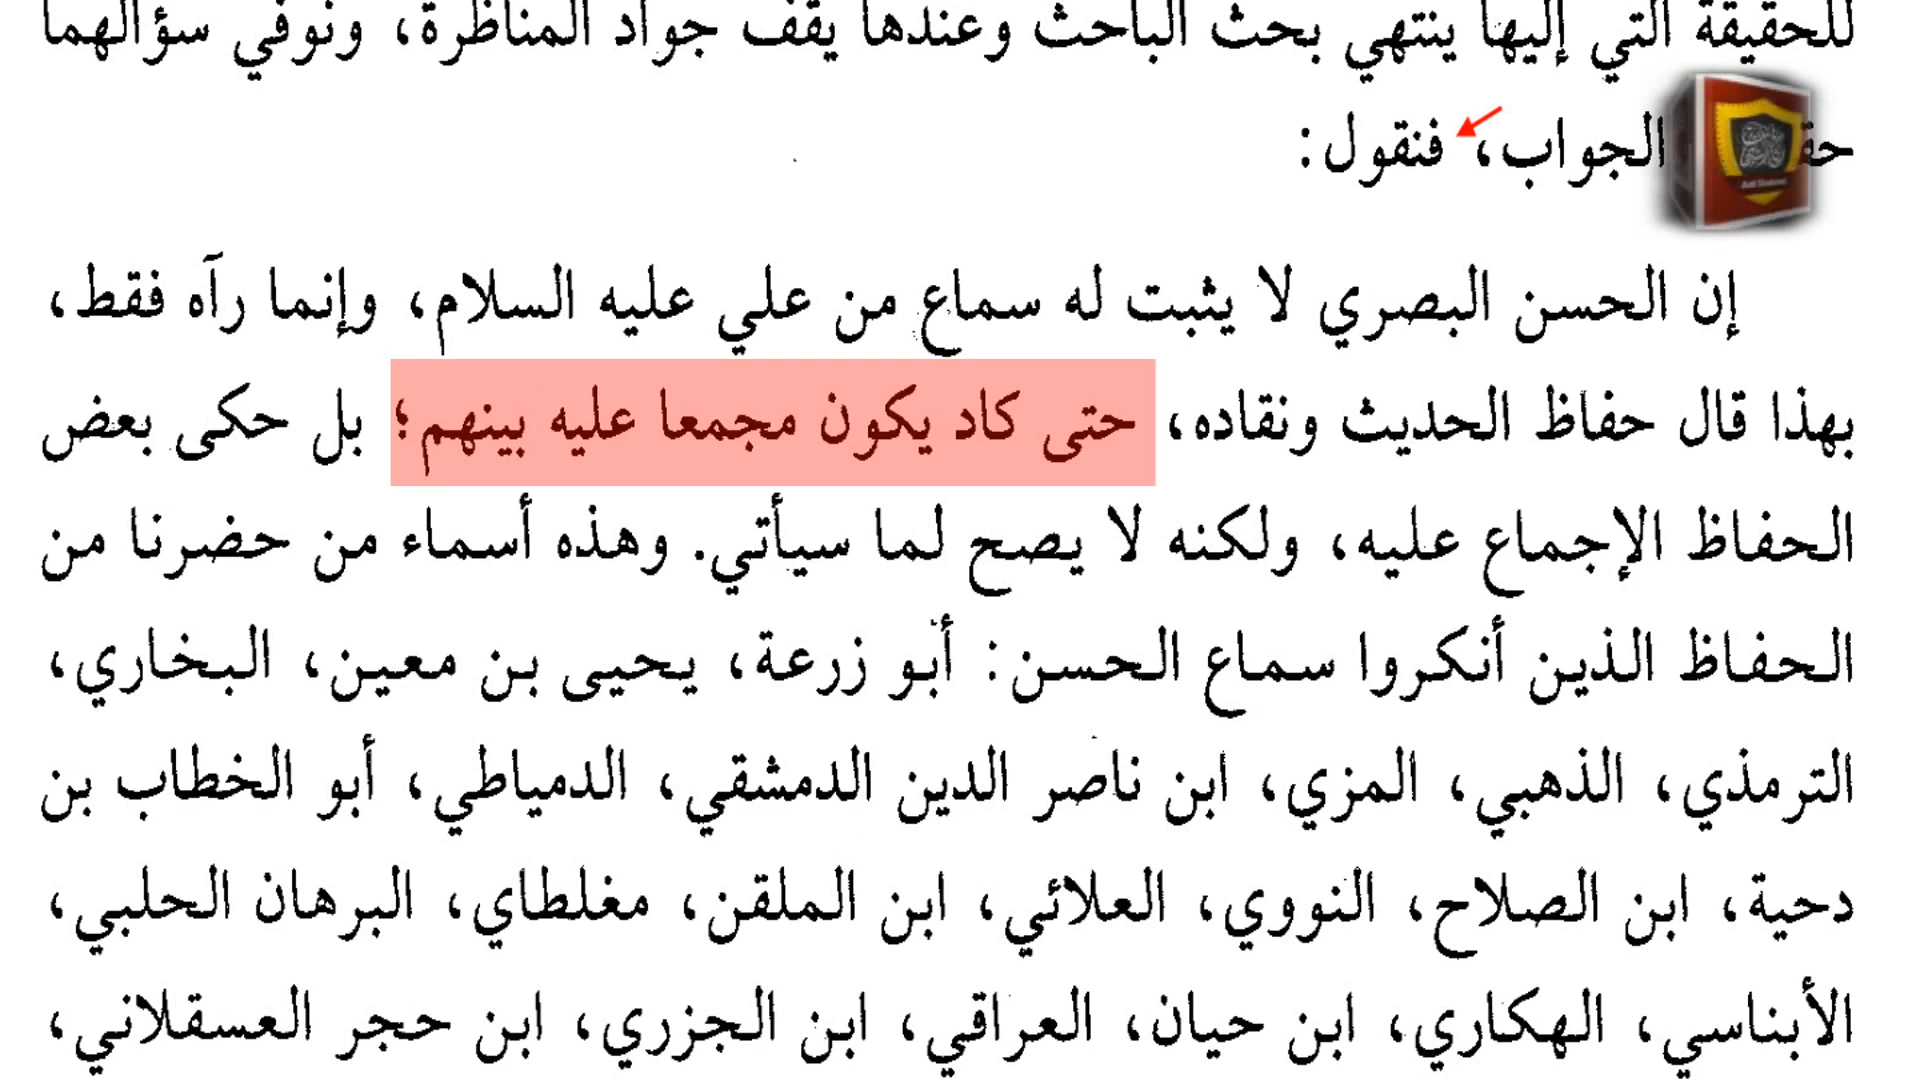 للحقيقة التي إليها ينتهي بحث الباحث وعندها يقف جواد المناظرة، ونوفي سؤالهما
الجواب، فنقول:
إن الحسن البصري لا يثبت له سماع من علي عليه السلام، وإنما رآه فقط،
بهذا قال حفاظ الحديث ونقاده، حتى كاد يكون مجمعا عليه بينهم؛ بل حكى بعض
الحفاظ الإجماع عليه، ولكنه لا يصح لما سيأتي. وهذه أسماء من حضرنا من
الحفاظ الذين أنكروا سماع الحسن: أبو زرعة، يحيى بن معين، البخاري،
الترمذي، الذهبي، المزي، ابن ناصر الدين الدمشقي، الدمياطي، أبو الخطاب بن
دحية، ابن الصلاح، النووي، العلائي، ابن الملقن، مغلطاي، البرهان الحلبي،
الأبناسي، الهكاري، ابن حيان، العراقي، ابن الجزري، ابن حجر العسقلاني،